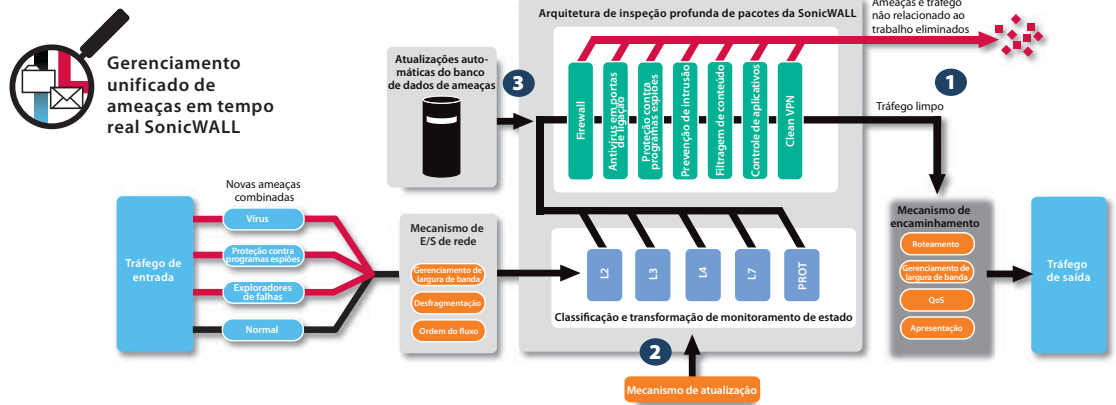 Gerenciamento
unificado de
ameaças em tempo
real SonicWALL
Atualizações auto-
máticas do banco
de dados de ameaças
3
Arquitetura de inspeção profunda de pacotes da SonicWALL
Firewall
Antivírus em portas
de ligação
Proteção contra
programas espiões
Prevenção de intrusão
Filtragem de conteúdo
Controle de aplicativos
Clean VPN
Ameaças e tráfego
não relacionado ao
trabalho eliminados
1
Tráfego limpo
Tráfego de
entrada
Novas ameaças
combinadas
Vírus
Proteção contra
programas espiões
Exploradores
de falhas
Normal
Mecanismo de
E/S de rede
Gerenciamento de
largura de banda
Desfragmentação
Ordem do fluxo
L2
L3
L4
L7
PROT
Classificação e transformação de monitoramento de estado
2
Mecanismo de atualização
Mecanismo de
encaminhamento
Roteamento
Gerenciamento de
largura de banda
QoS
Apresentação
Tráfego
de saída